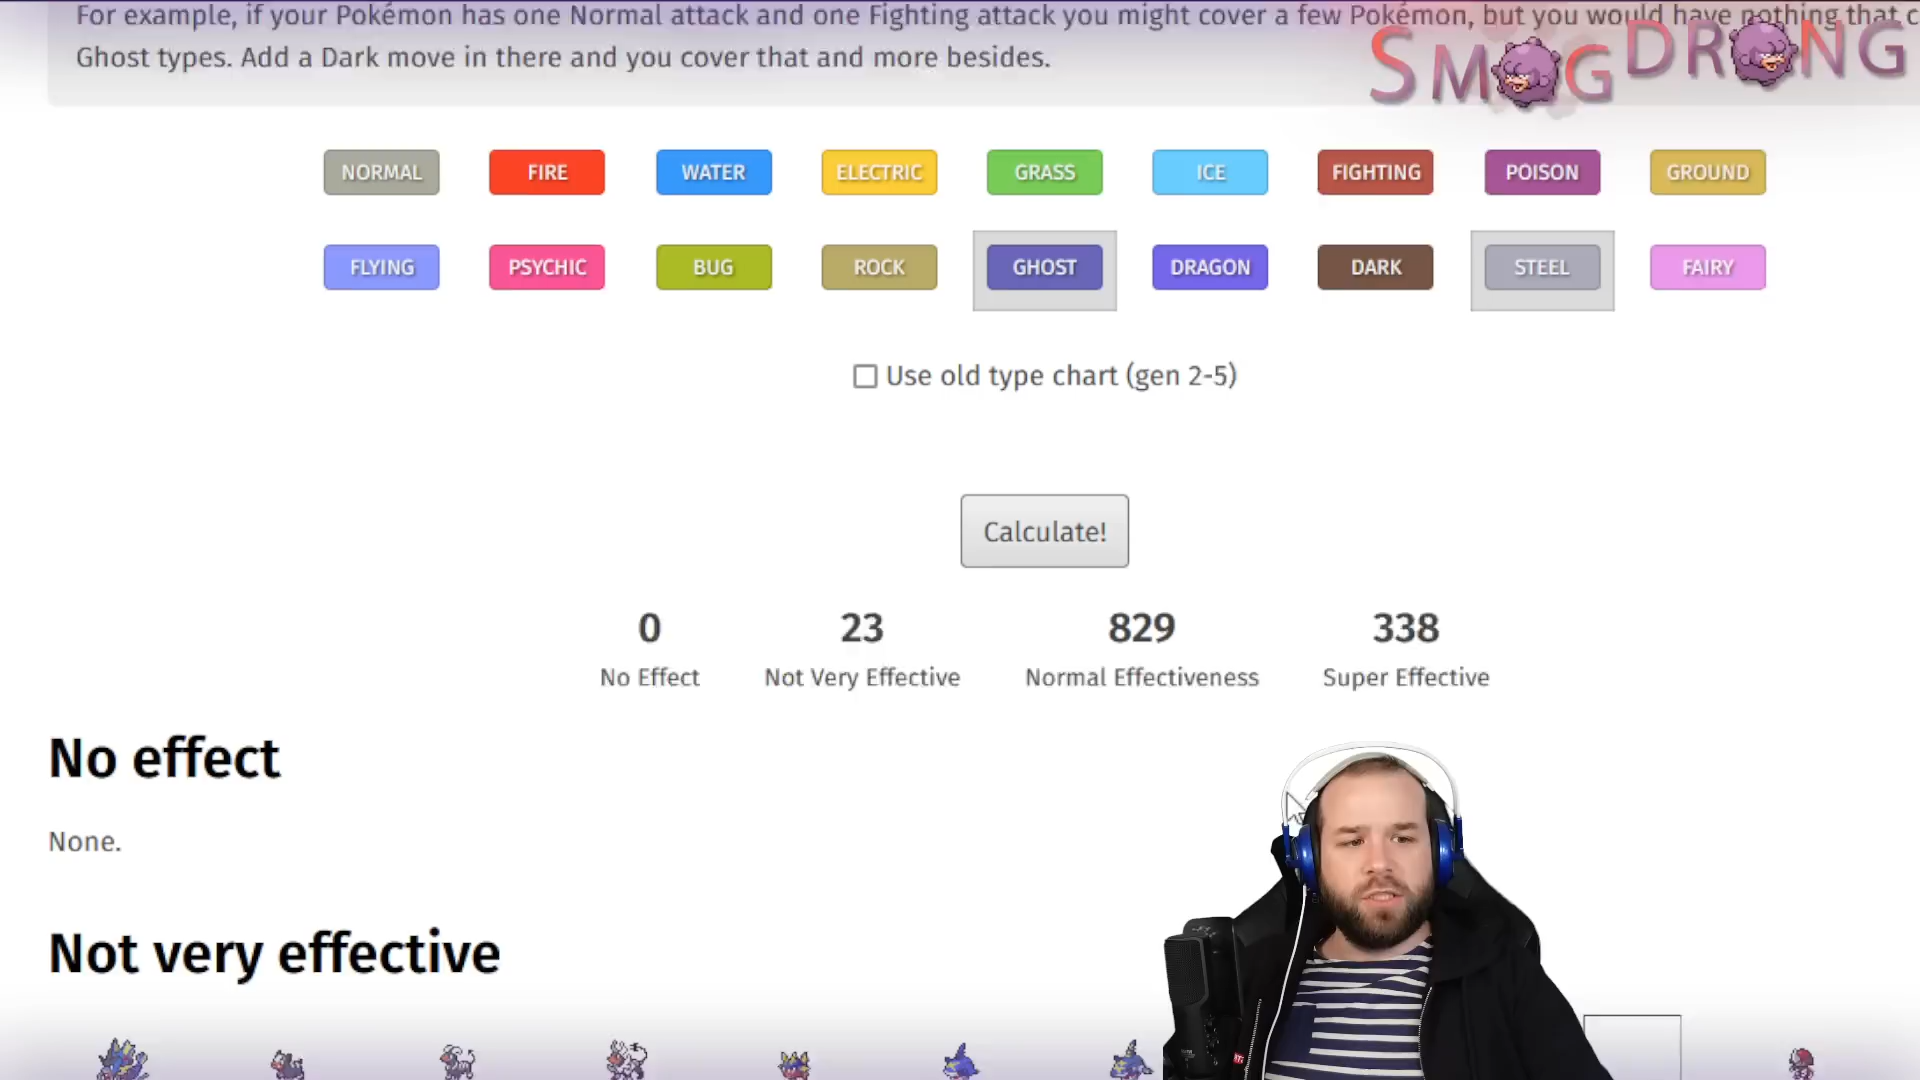 For example, if your Pokémon has one Normal attack and one Fighting attack you might cover a few Pokémon, but you would have nothing that c
Ghost types. Add a Dark move in there and you cover that and more besides.
SMOGDRONG
NORMAL FIRE WATER ELECTRIC GRASS ICE FIGHTING POISON GROUND
FLYING PSYCHIC BUG ROCK GHOST DRAGON DARK STEEL FAIRY
Use old type chart (gen 2-5)
Calculate!
0 23 829 338
No Effect Not Very Effective Normal Effectiveness Super Effective
No effect
None.
Not very effective